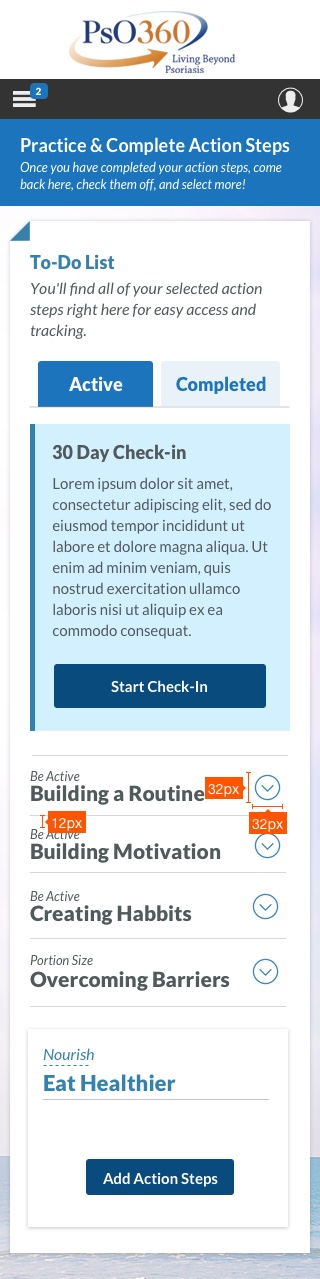 PsO360
Living Beyond
Psoriasis
2
Practice & Complete Action Steps
Once you have completed your action steps, come
back here, check them off, and select more!
To-Do List
You'll find all of your selected action
steps right here for easy access and
tracking.
Active
Completed
30 Day Check-in
Lorem ipsum dolor sit amet,
consectetur adipiscing elit, sed do
eiusmod tempor incididunt ut
labore et dolore magna aliqua. Ut
enim ad minim veniam, quis
nostrud exercitation ullamco
laboris nisi ut aliquip ex ea
commodo consequat.
Start Check-In
Be Active
Building a Routine
32px
12px
32px
Be Active
Building Motivation
Be Active
Creating Habbits
Portion Size
Overcoming Barriers
Nourish
Eat Healthier
Add Action Steps